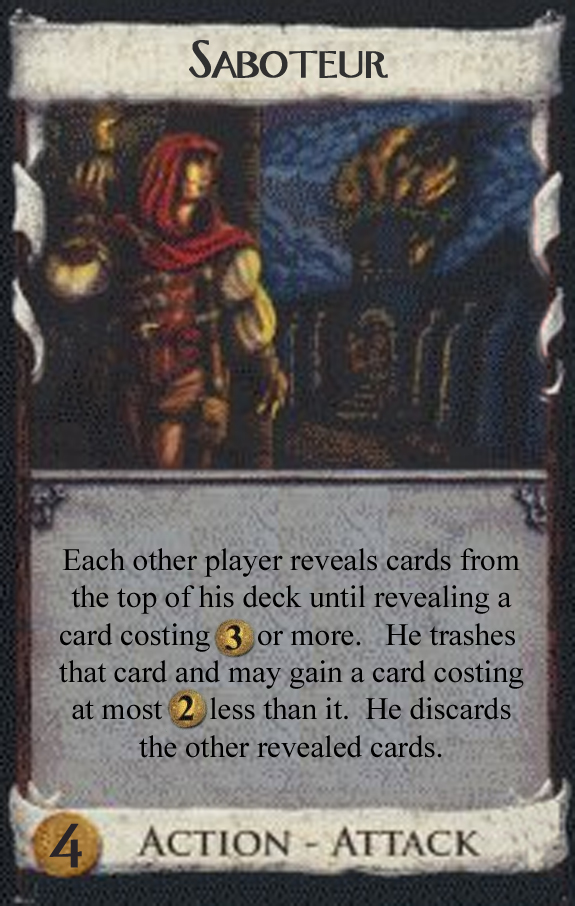 SABOTEUR
Each other player reveals cards from
the top of his deck until revealing a
card costing 3 or more. He trashes
that card and may gain a card costing
at most 2 less than it. He discards
the other revealed cards.
4 ACTION - ATTACK